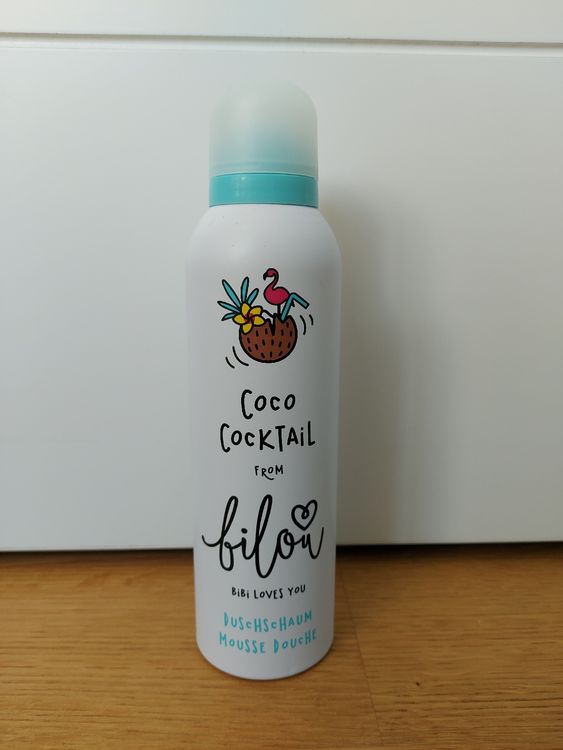 COCO
COCKTAIL
FROM
bilou
BiBi LOVES YOU
DUSCHSCHAUM
MOUSSE DOUCHE